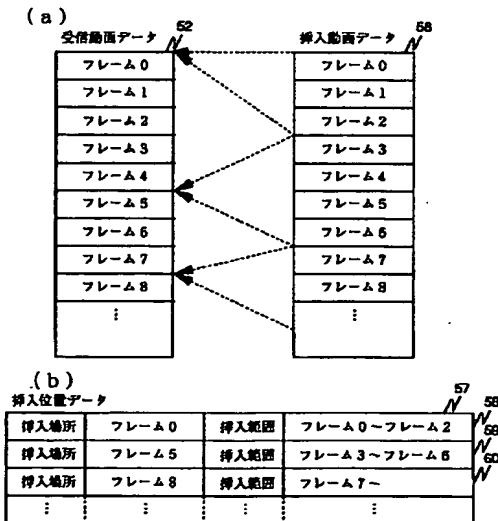 (a)
52
58
受信動画データ
挿入動画データ
フレーム0
フレーム1
フレーム2
フレーム3
フレーム4
フレーム5
フレーム6
フレーム7
フレーム8
⋮
フレーム0
フレーム1
フレーム2
フレーム3
フレーム4
フレーム5
フレーム6
フレーム7
フレーム8
⋮
(b)
挿入位置データ
57
挿入場所 フレーム0 挿入範囲 フレーム0～フレーム2 58
挿入場所 フレーム5 挿入範囲 フレーム3～フレーム6 59
挿入場所 フレーム8 挿入範囲 フレーム7～ 60
⋮ ⋮ ⋮ ⋮